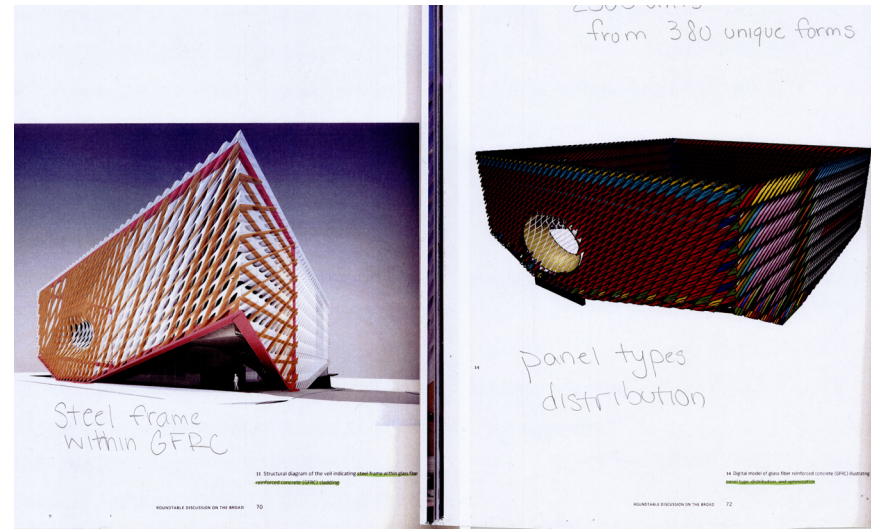 Steel frame
within GFRC
11 Structural diagram of the veil indicating steel frame within glass fiber
reinforced concrete (GFRC) cladding
ROUNDTABLE DISCUSSION ON THE BROAD 70
from 380 unique forms
14
panel types
distribution
14 Digital model of glass fiber reinforced concrete (GFRC) illustrating
panel type, distribution, and optimization
ROUNDTABLE DISCUSSION ON THE BROAD 72